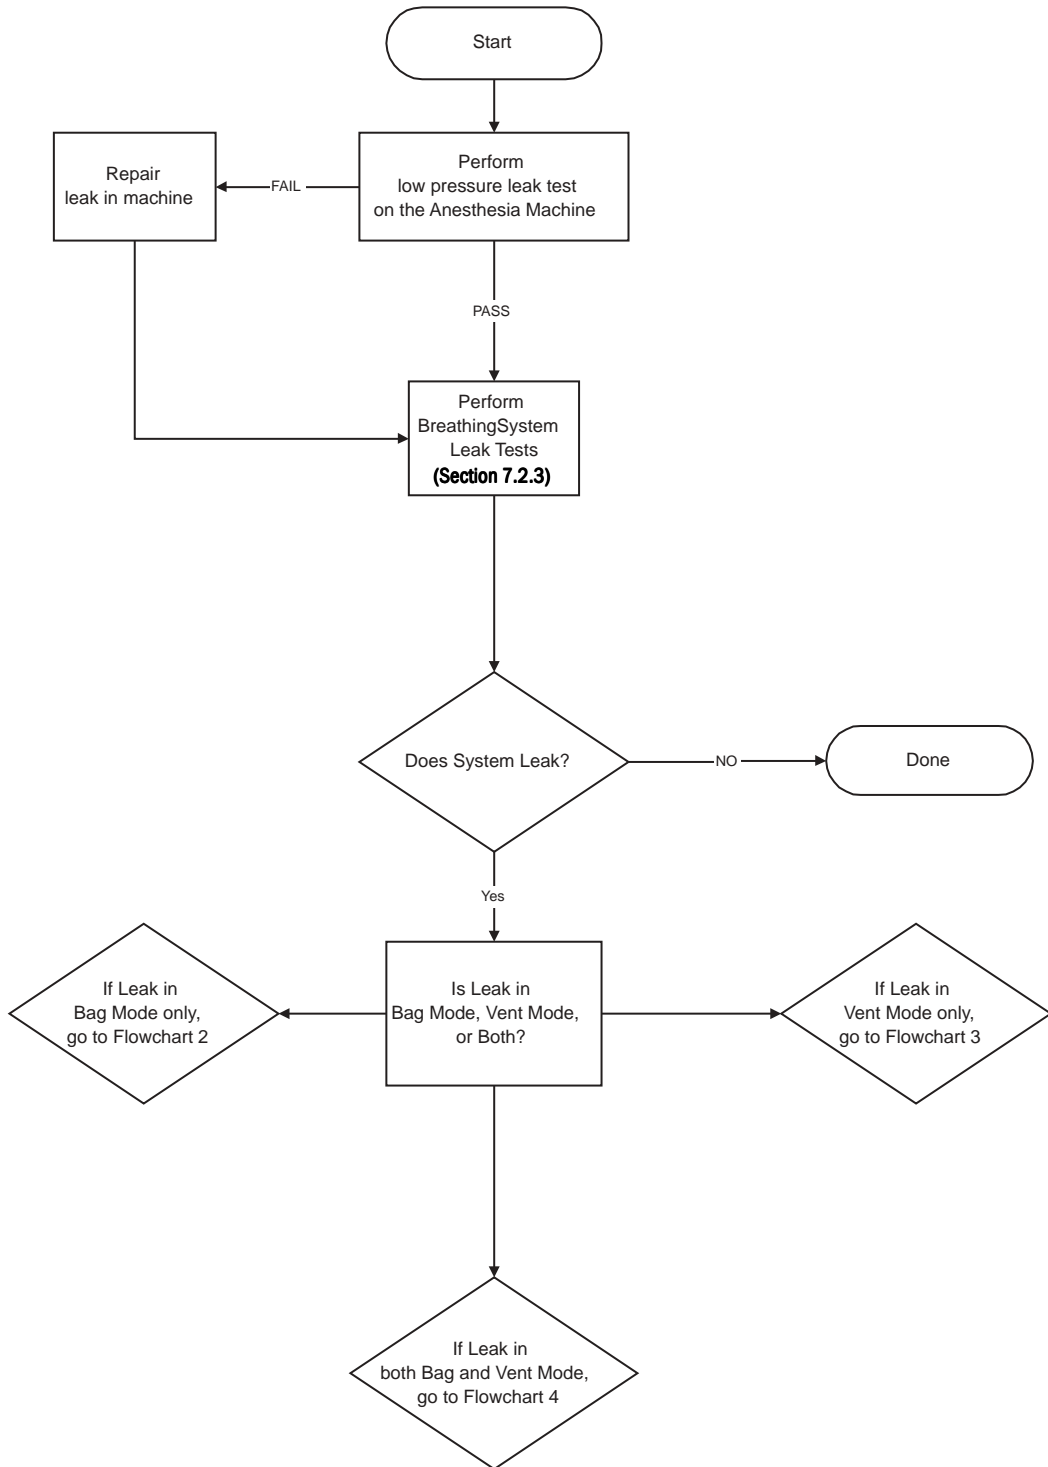 Start
Perform
low pressure leak test
on the Anesthesia Machine
FAIL
Repair
leak in machine
PASS
Perform
BreathingSystem
Leak Tests
(Section 7.2.3)
Does System Leak?
NO
Done
Yes
Is Leak in
Bag Mode, Vent Mode,
or Both?
If Leak in
Bag Mode only,
go to Flowchart 2
If Leak in
Vent Mode only,
go to Flowchart 3
If Leak in
both Bag and Vent Mode,
go to Flowchart 4